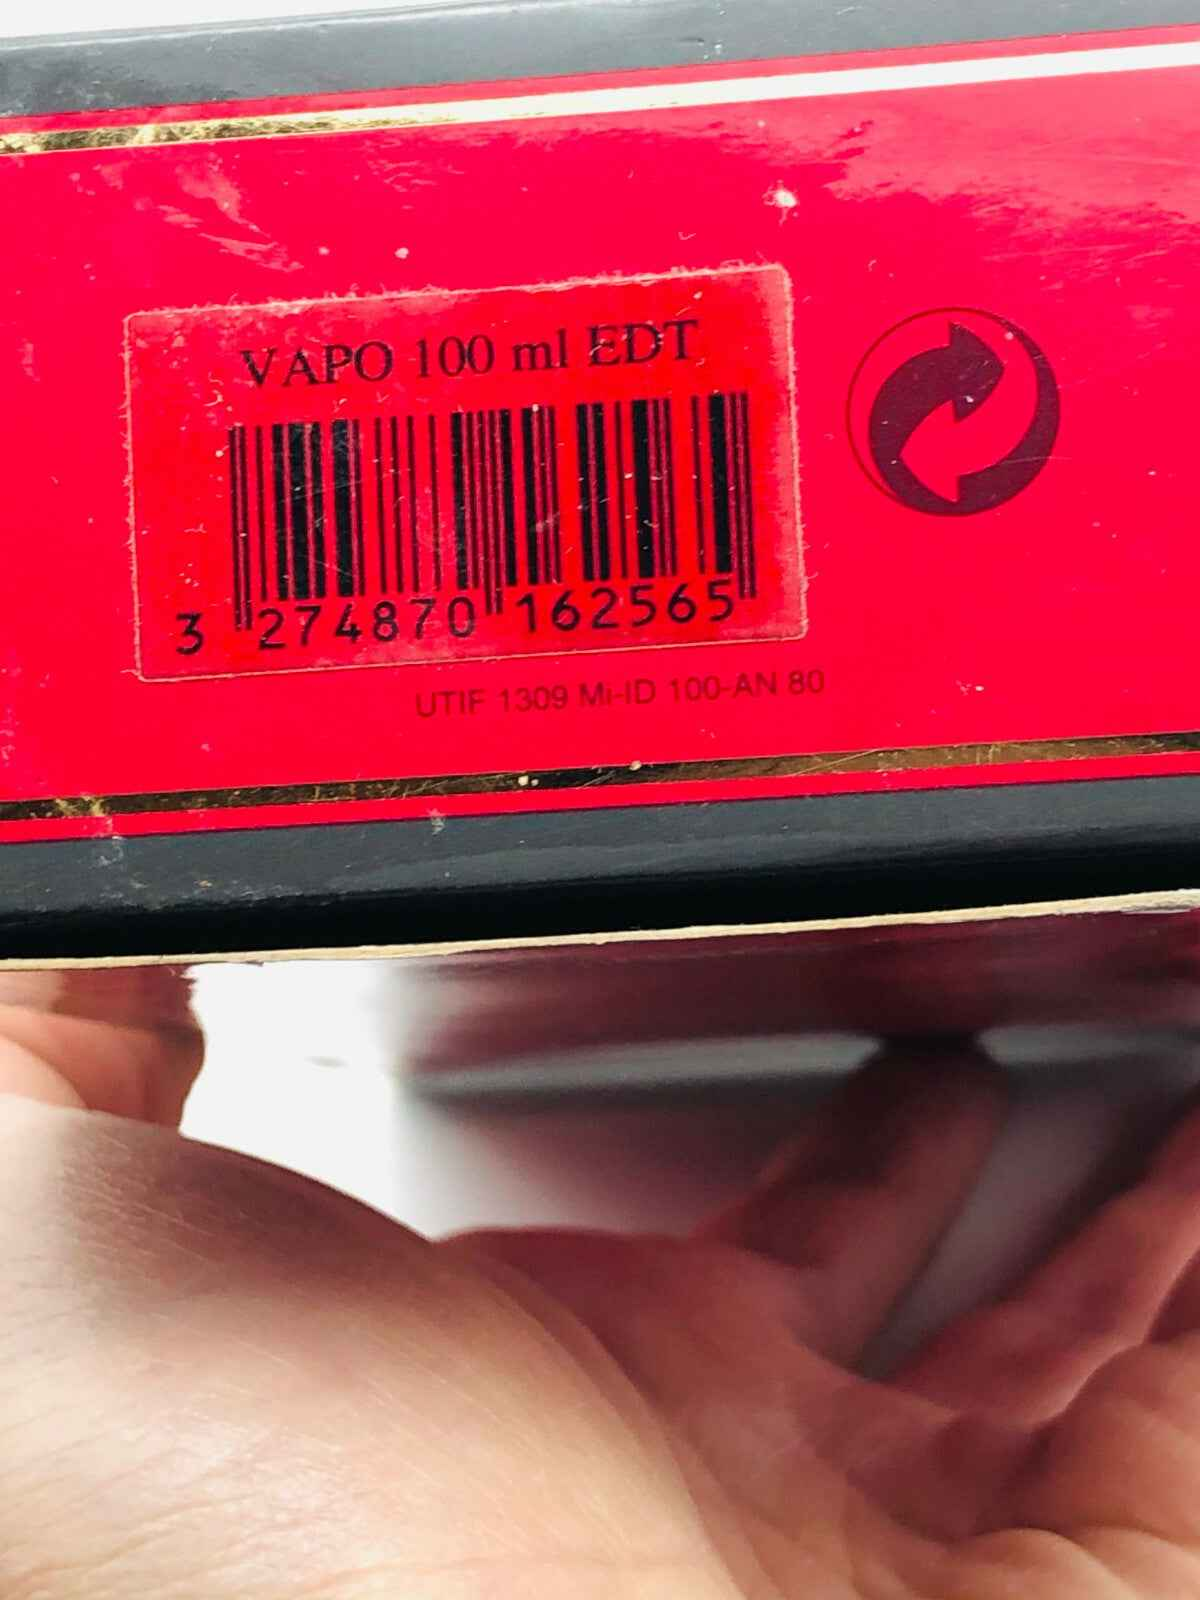 VAPO 100 ml EDT
3 274870 162565
UTIF 1309 Mi-ID 100-AN 80